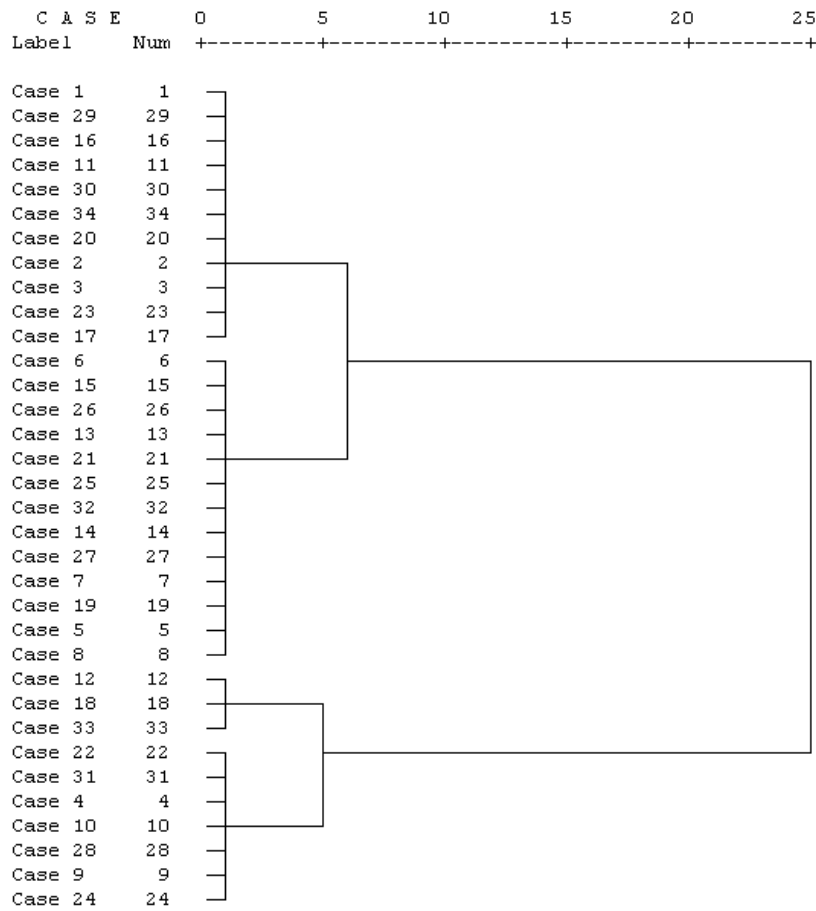 C A S E 0 5 10 15 20 25
Label Num +---------+---------+---------+---------+---------+
Case 1 1
Case 29 29
Case 16 16
Case 11 11
Case 30 30
Case 34 34
Case 20 20
Case 2 2
Case 3 3
Case 23 23
Case 17 17
Case 6 6
Case 15 15
Case 26 26
Case 13 13
Case 21 21
Case 25 25
Case 32 32
Case 14 14
Case 27 27
Case 7 7
Case 19 19
Case 5 5
Case 8 8
Case 12 12
Case 18 18
Case 33 33
Case 22 22
Case 31 31
Case 4 4
Case 10 10
Case 28 28
Case 9 9
Case 24 24